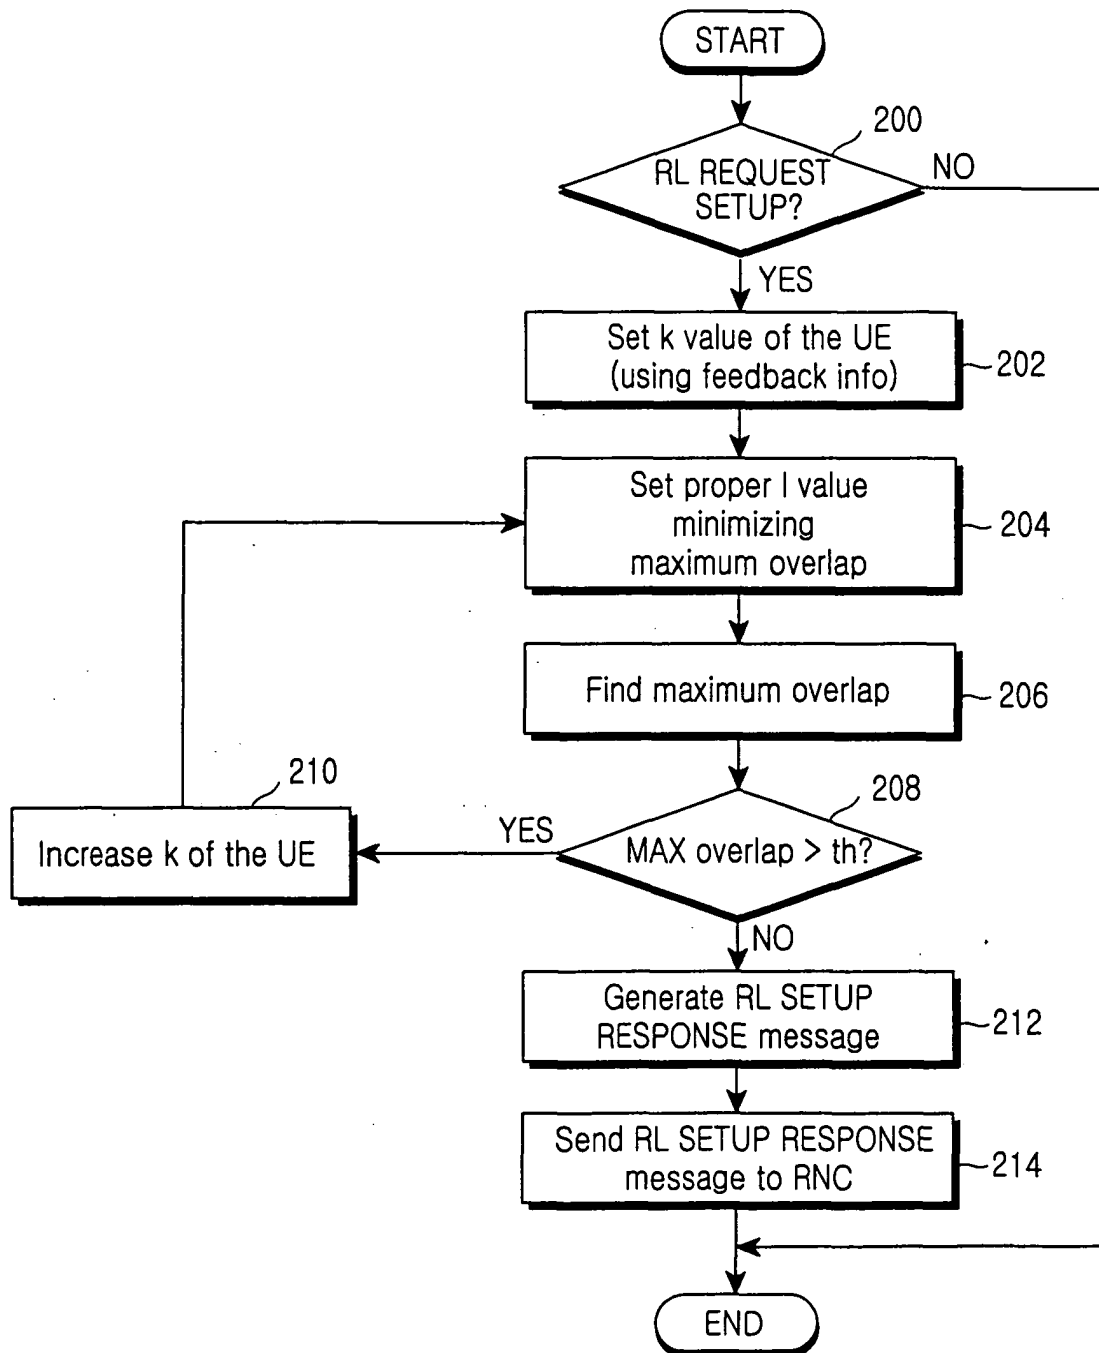 START
200
RL REQUEST
SETUP?
NO
YES
Set k value of the UE
(using feedback info)
202
Set proper l value
minimizing
maximum overlap
204
Find maximum overlap
206
210
Increase k of the UE
YES
208
MAX overlap > th?
NO
Generate RL SETUP
RESPONSE message
212
Send RL SETUP RESPONSE
message to RNC
214
END